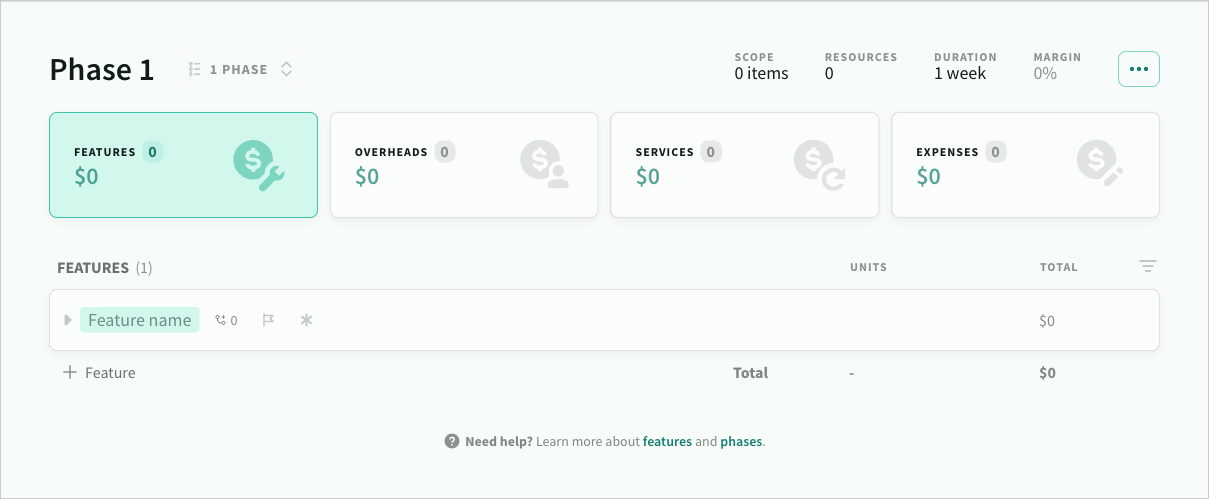 Phase 1
1 PHASE
SCOPE
0 items
RESOURCES
0
DURATION
1 week
MARGIN
0%
FEATURES 0
$0
OVERHEADS 0
$0
SERVICES 0
$0
EXPENSES 0
$0
FEATURES (1)
UNITS
TOTAL
Feature name 0
$0
Feature
Total - $0
Need help? Learn more about features and phases.